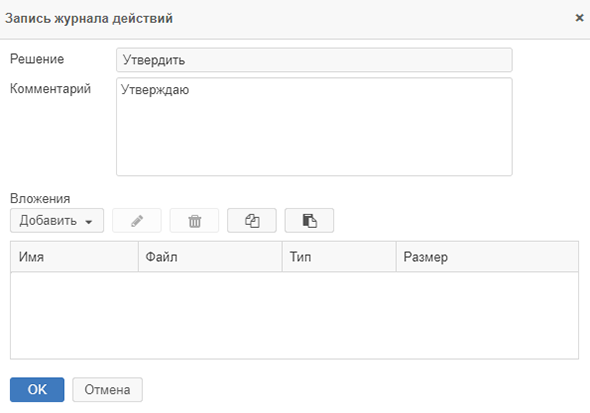 Запись журнала действий
Решение
Утвердить
Комментарий
Утверждаю
Вложения
Добавить
Имя Файл Тип Размер
OK Отмена